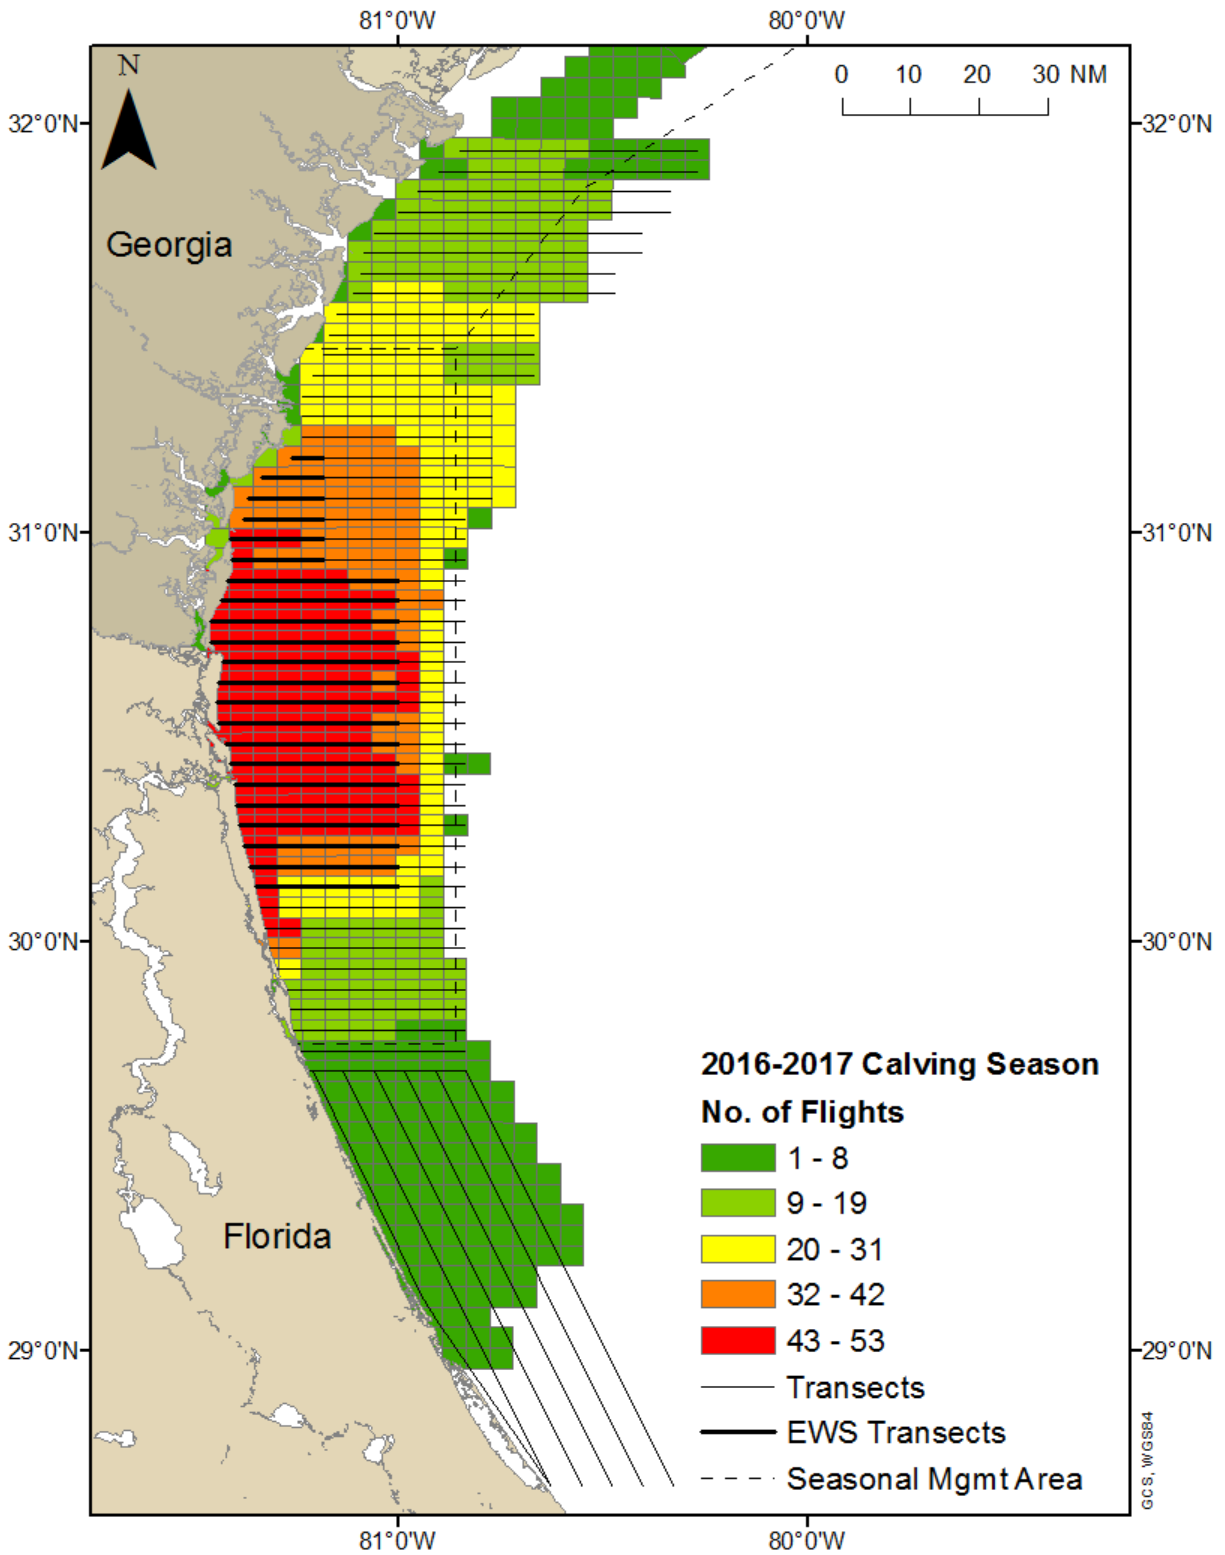 81°0'W 80°0'W
N
0 10 20 30 NM
32°0'N 32°0'N
Georgia
31°0'N 31°0'N
30°0'N 30°0'N
2016-2017 Calving Season
No. of Flights
1 - 8
9 - 19
Florida
20 - 31
32 - 42
43 - 53
29°0'N 29°0'N
Transects
EWS Transects
Seasonal Mgmt Area
GCS, WGS84
81°0'W 80°0'W